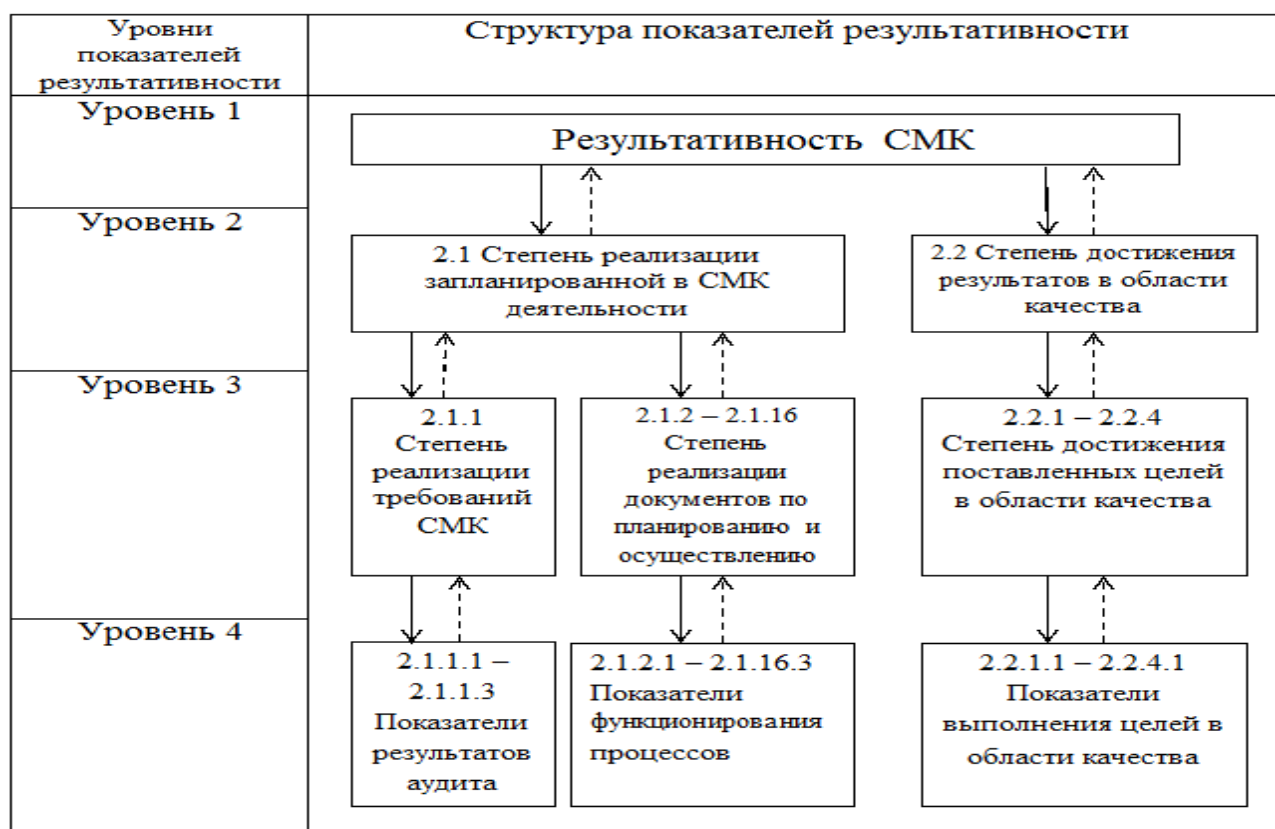 Уровни
показателей
результативности
Структура показателей результативности
Уровень 1
Результативность СМК
Уровень 2
2.1 Степень реализации
запланированной в СМК
деятельности
2.2 Степень достижения
результатов в области
качества
Уровень 3
2.1.1
Степень
реализации
требований
СМК
2.1.2 – 2.1.16
Степень
реализации
документов по
планированию и
осуществлению
2.2.1 – 2.2.4
Степень достижения
поставленных целей
в области качества
Уровень 4
2.1.1.1 –
2.1.1.3
Показатели
результатов
аудита
2.1.2.1 – 2.1.16.3
Показатели
функционирования
процессов
2.2.1.1 – 2.2.4.1
Показатели
выполнения целей в
области качества